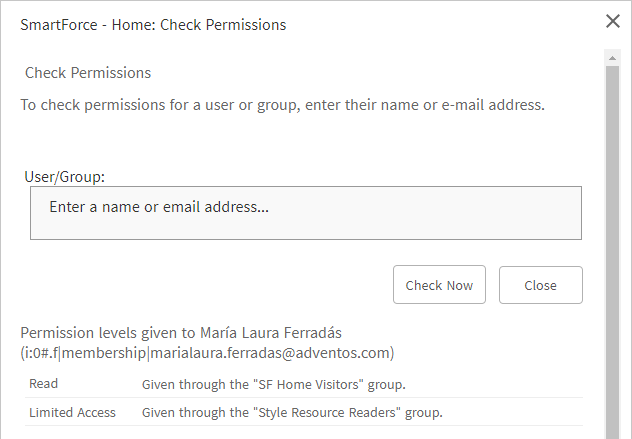 SmartForce - Home: Check Permissions
Check Permissions
To check permissions for a user or group, enter their name or e-mail address.
User/Group:
Enter a name or email address...
Check Now Close
Permission levels given to María Laura Ferradás
(i:0#.f|membership|marialaura.ferradas@adventos.com)
Read Given through the "SF Home Visitors" group.
Limited Access Given through the "Style Resource Readers" group.